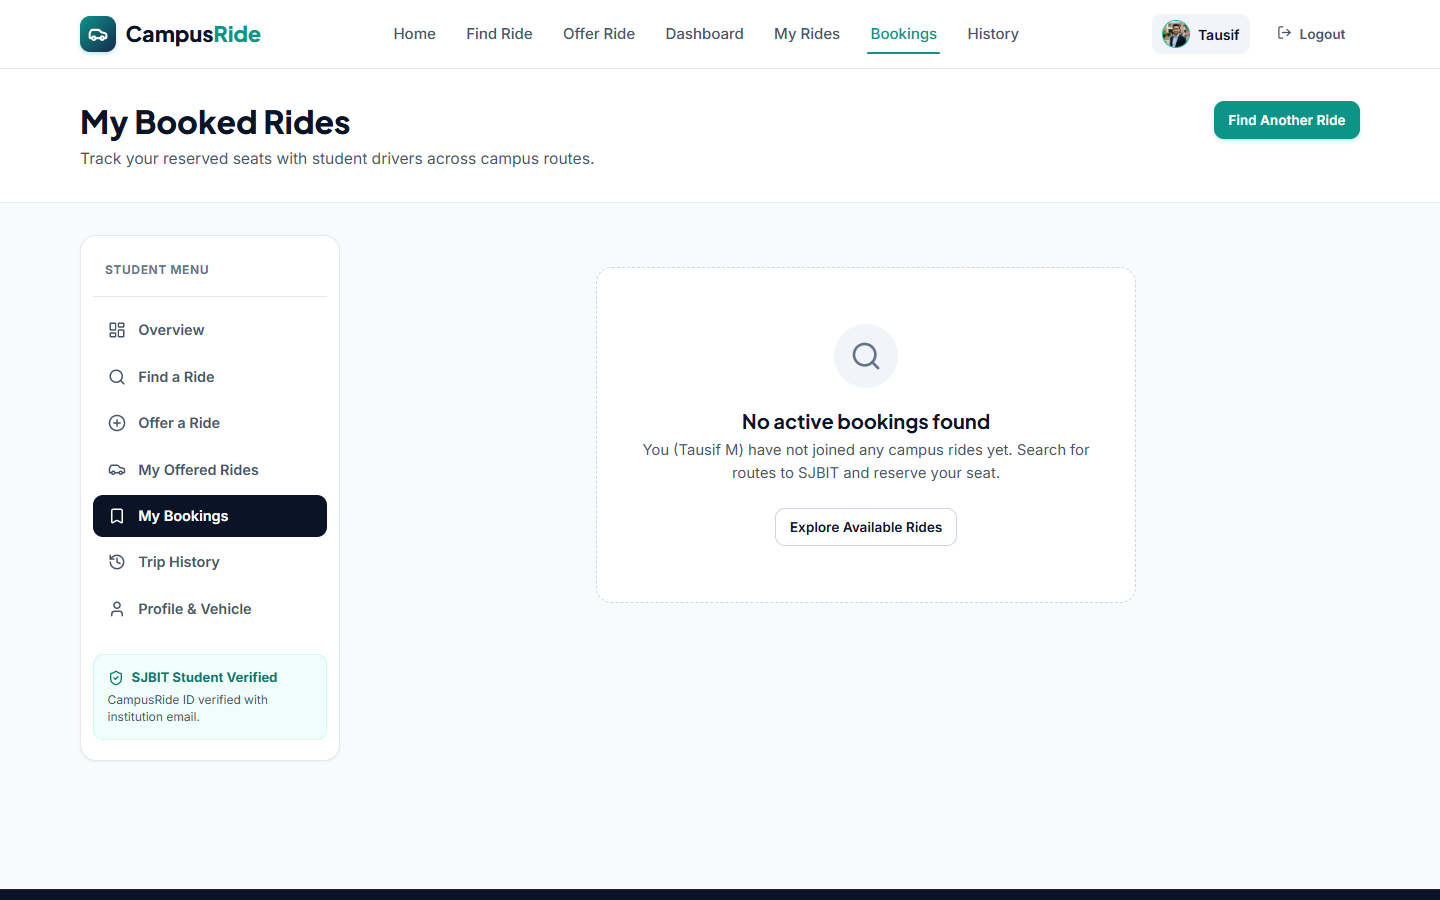 CampusRide
Home
Find Ride
Offer Ride
Dashboard
My Rides
Bookings
History
Tausif
Logout
My Booked Rides
Track your reserved seats with student drivers across campus routes.
Find Another Ride
STUDENT MENU
Overview
Find a Ride
Offer a Ride
My Offered Rides
My Bookings
Trip History
Profile & Vehicle
SJBIT Student Verified
CampusRide ID verified with
institution email.
No active bookings found
You (Tausif M) have not joined any campus rides yet. Search for
routes to SJBIT and reserve your seat.
Explore Available Rides